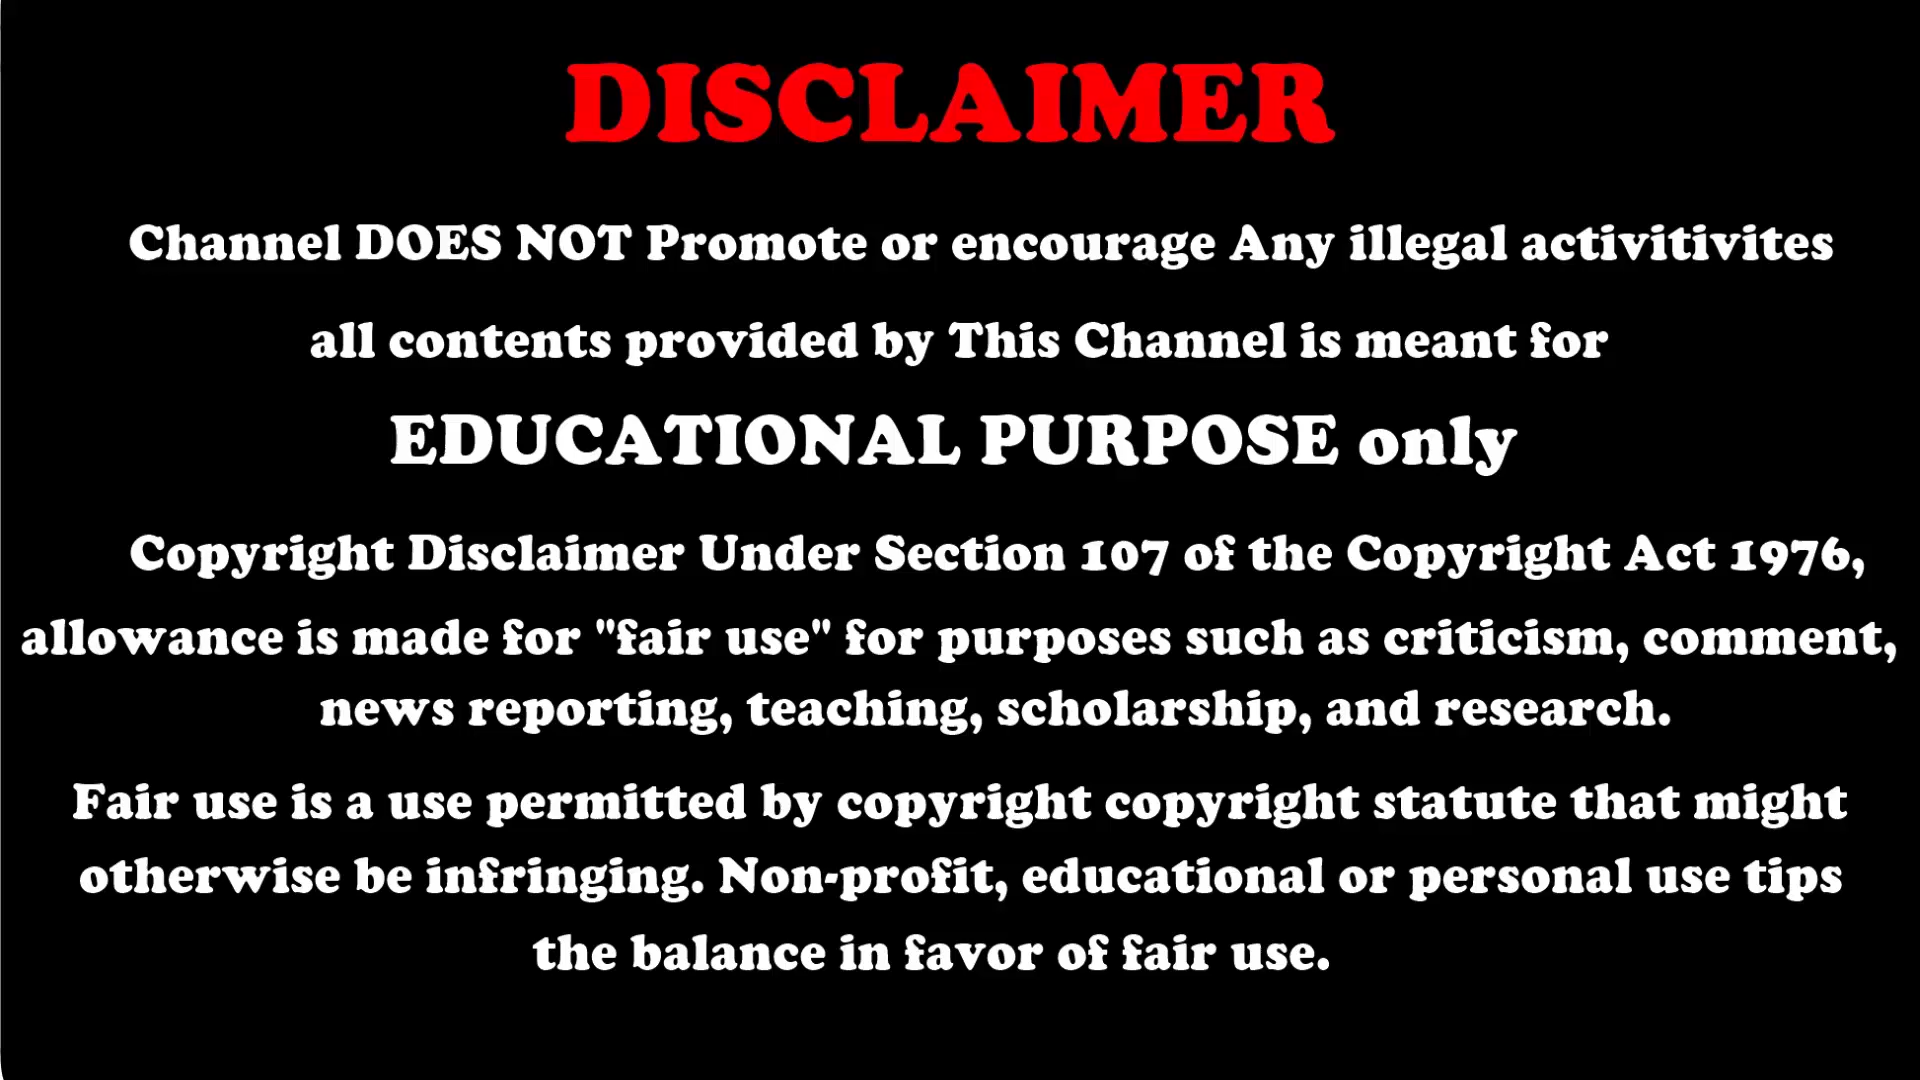 DISCLAIMER
Channel DOES NOT Promote or encourage Any illegal activitivites
all contents provided by This Channel is meant for
EDUCATIONAL PURPOSE only
Copyright Disclaimer Under Section 107 of the Copyright Act 1976,
allowance is made for "fair use" for purposes such as criticism, comment,
news reporting, teaching, scholarship, and research.
Fair use is a use permitted by copyright copyright statute that might
otherwise be infringing. Non-profit, educational or personal use tips
the balance in favor of fair use.